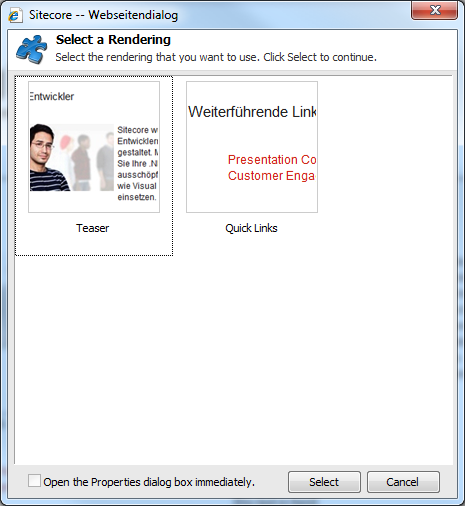 Sitecore -- Webseitendialog
Select a Rendering
Select the rendering that you want to use. Click Select to continue.
Entwickler
Sitecore w
Entwicklern
gestaltet. M
Sie Ihre .N
ausschöpf
wie Visual
einsetzen.
Teaser
Weiterführende Link
Presentation Co
Customer Enga
Quick Links
Open the Properties dialog box immediately.
Select
Cancel